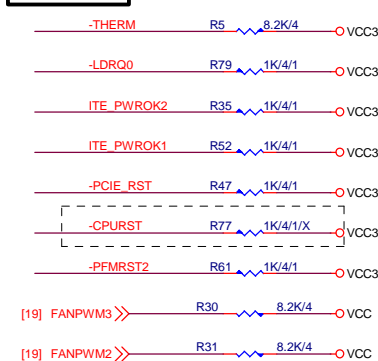 -THERM R5 8.2K/4 VCC3
-LDRQ0 R79 1K/4/1 VCC3
ITE_PWROK2 R35 1K/4/1 VCC3
ITE_PWROK1 R52 1K/4/1 VCC3
-PCIE_RST R47 1K/4/1 VCC3
-CPURST R77 1K/4/1/X VCC3
-PFMRST2 R61 1K/4/1 VCC3
[19] FANPWM3 R30 8.2K/4 VCC
[19] FANPWM2 R31 8.2K/4 VCC